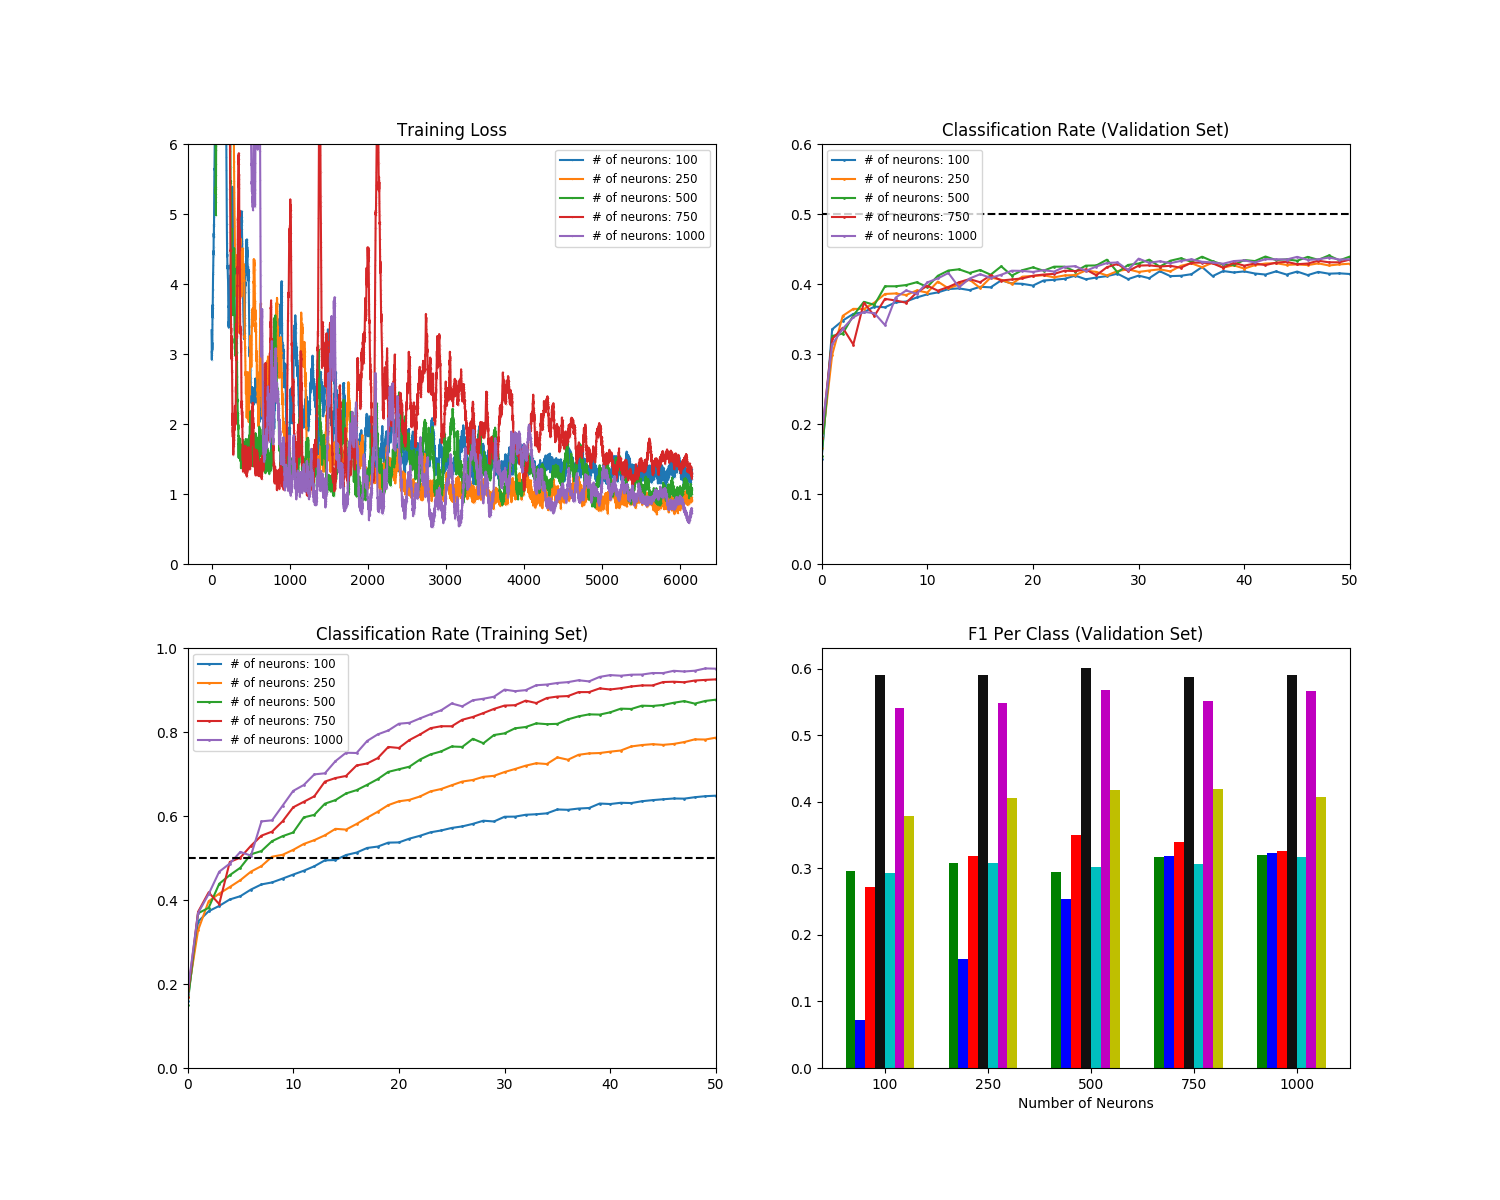 Training Loss
6
5
4
3
2
1
0
0 1000 2000 3000 4000 5000 6000
# of neurons: 100
# of neurons: 250
# of neurons: 500
# of neurons: 750
# of neurons: 1000
Classification Rate (Validation Set)
0.6
0.5
0.4
0.3
0.2
0.1
0.0
0 10 20 30 40 50
# of neurons: 100
# of neurons: 250
# of neurons: 500
# of neurons: 750
# of neurons: 1000
Classification Rate (Training Set)
1.0
0.8
0.6
0.4
0.2
0.0
0 10 20 30 40 50
# of neurons: 100
# of neurons: 250
# of neurons: 500
# of neurons: 750
# of neurons: 1000
F1 Per Class (Validation Set)
0.6
0.5
0.4
0.3
0.2
0.1
0.0
100 250 500 750 1000
Number of Neurons